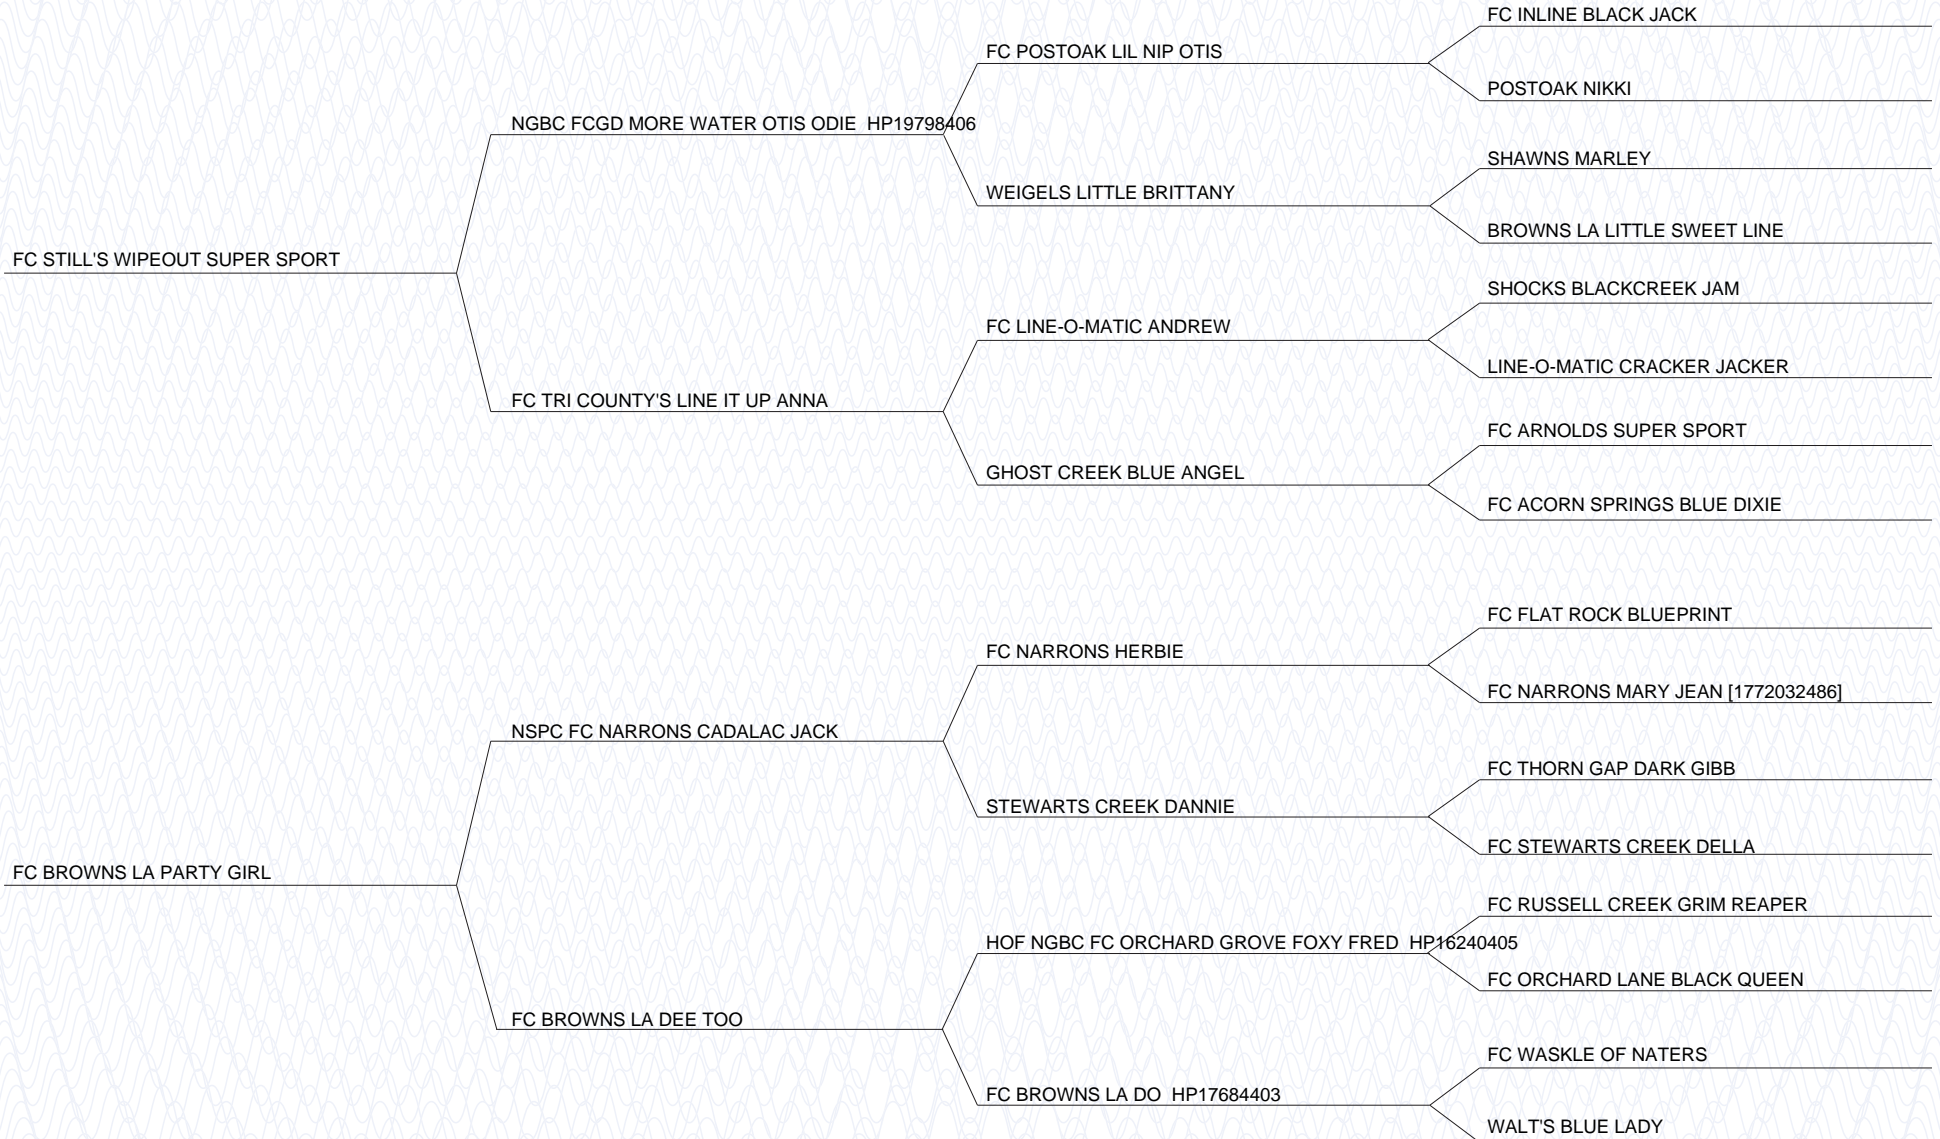 FC INLINE BLACK JACK
FC POSTOAK LIL NIP OTIS
POSTOAK NIKKI
NGBC FCGD MORE WATER OTIS ODIE HP19798406
SHAWNS MARLEY
WEIGELS LITTLE BRITTANY
BROWNS LA LITTLE SWEET LINE
FC STILL'S WIPEOUT SUPER SPORT
SHOCKS BLACKCREEK JAM
FC LINE-O-MATIC ANDREW
LINE-O-MATIC CRACKER JACKER
FC TRI COUNTY'S LINE IT UP ANNA
FC ARNOLDS SUPER SPORT
GHOST CREEK BLUE ANGEL
FC ACORN SPRINGS BLUE DIXIE
FC FLAT ROCK BLUEPRINT
FC NARRONS HERBIE
FC NARRONS MARY JEAN [1772032486]
NSPC FC NARRONS CADALAC JACK
FC THORN GAP DARK GIBB
STEWARTS CREEK DANNIE
FC STEWARTS CREEK DELLA
FC BROWNS LA PARTY GIRL
FC RUSSELL CREEK GRIM REAPER
HOF NGBC FC ORCHARD GROVE FOXY FRED HP16240405
FC ORCHARD LANE BLACK QUEEN
FC BROWNS LA DEE TOO
FC WASKLE OF NATERS
FC BROWNS LA DO HP17684403
WALT'S BLUE LADY